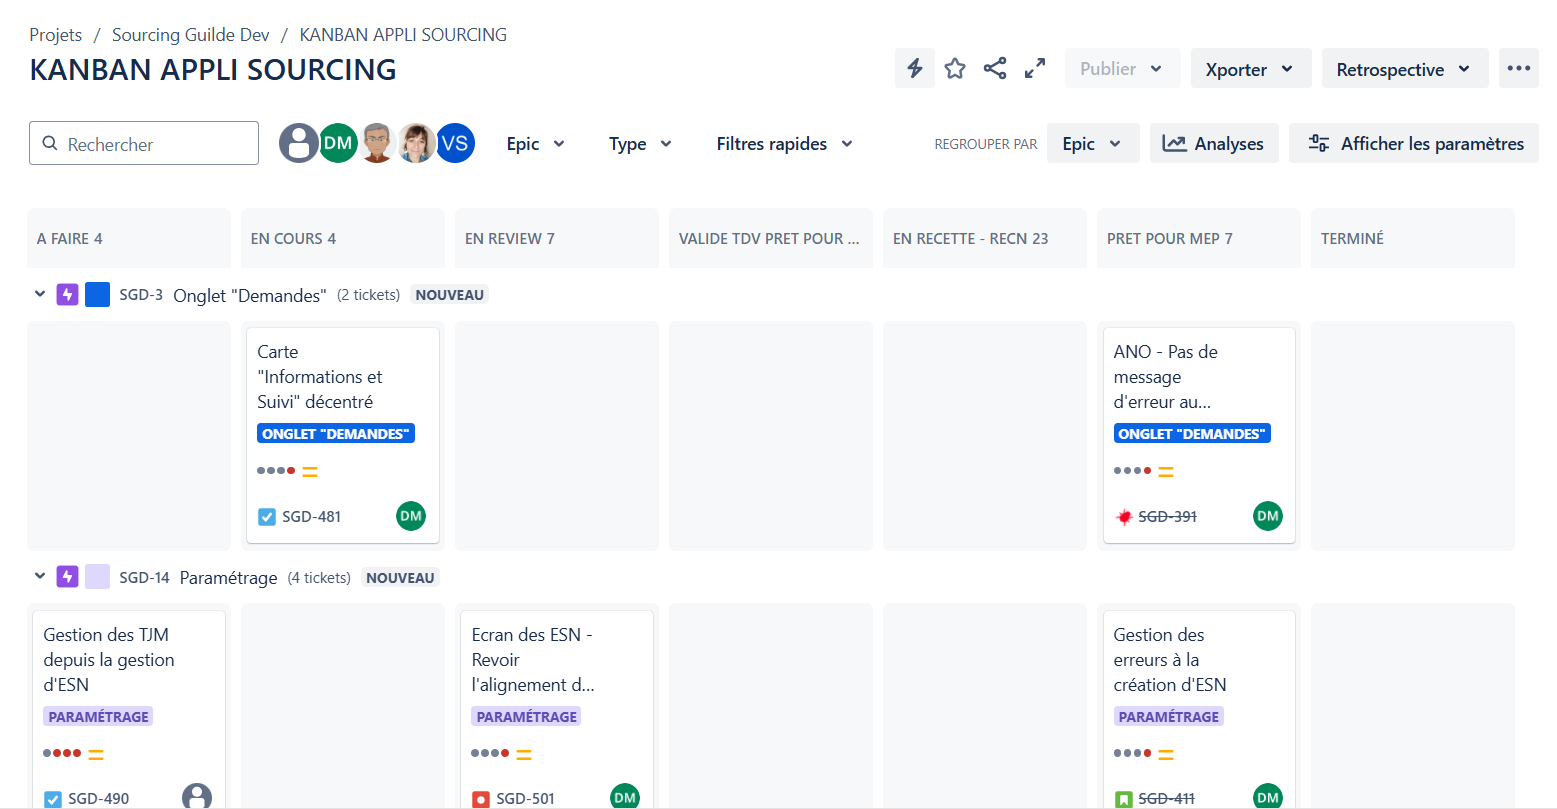 Projets / Sourcing Guilde Dev / KANBAN APPLI SOURCING
KANBAN APPLI SOURCING
Publier
Xporter
Retrospective
Rechercher
DM
VS
Epic
Type
Filtres rapides
REGROUPER PAR
Epic
Analyses
Afficher les paramètres
A FAIRE 4
EN COURS 4
EN REVIEW 7
VALIDE TDV PRET POUR ...
EN RECETTE - RECN 23
PRET POUR MEP 7
TERMINÉ
SGD-3 Onglet "Demandes" (2 tickets) NOUVEAU
Carte
"Informations et
Suivi" décentré
ONGLET "DEMANDES"
SGD-481
DM
ANO - Pas de
message
d'erreur au...
ONGLET "DEMANDES"
SGD-391
DM
SGD-14 Paramétrage (4 tickets) NOUVEAU
Gestion des TJM
depuis la gestion
d'ESN
PARAMÉTRAGE
SGD-490
Ecran des ESN -
Revoir
l'alignement d...
PARAMÉTRAGE
SGD-501
DM
Gestion des
erreurs à la
création d'ESN
PARAMÉTRAGE
SGD-411
DM